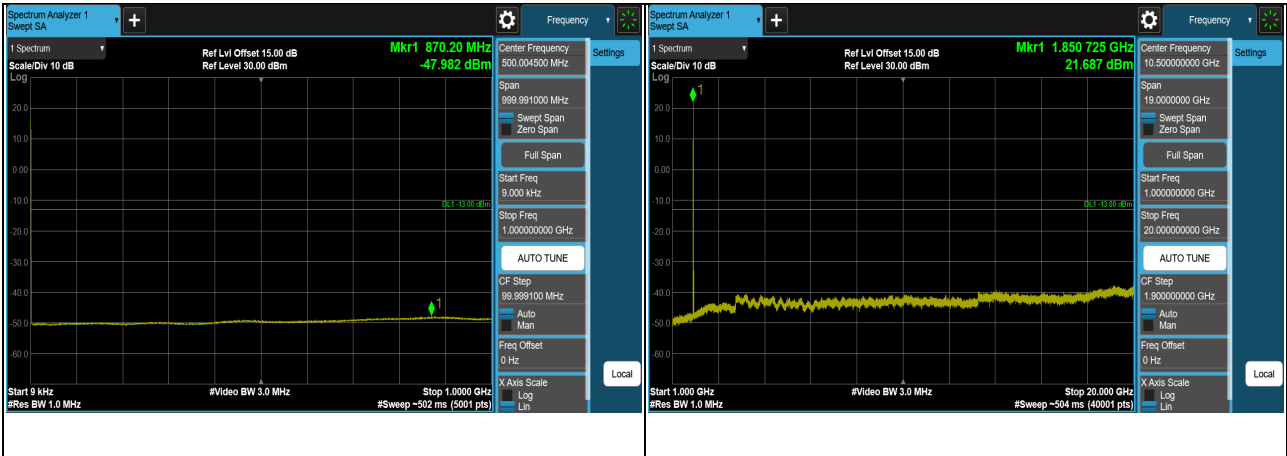 Spectrum Analyzer 1
Swept SA
+
Frequency
1 Spectrum
Scale/Div 10 dB
Log
Ref Lvl Offset 15.00 dB
Ref Level 30.00 dBm
Mkr1 870.20 MHz
-47.982 dBm
20.0
10.0
0.00
-10.0
-20.0
-30.0
-40.0
-50.0
-60.0
DL1 -13.00 dBm
1
Start 9 kHz
#Res BW 1.0 MHz
#Video BW 3.0 MHz
Stop 1.0000 GHz
#Sweep ~502 ms (5001 pts)
Center Frequency
500.004500 MHz
Span
999.991000 MHz
Swept Span
Zero Span
Full Span
Start Freq
9.000 kHz
Stop Freq
1.000000000 GHz
AUTO TUNE
CF Step
99.999100 MHz
Auto
Man
Freq Offset
0 Hz
X Axis Scale
Log
Lin
Settings
Local
Spectrum Analyzer 1
Swept SA
+
Frequency
1 Spectrum
Scale/Div 10 dB
Log
Ref Lvl Offset 15.00 dB
Ref Level 30.00 dBm
Mkr1 1.850 725 GHz
21.687 dBm
1
20.0
10.0
0.00
-10.0
-20.0
-30.0
-40.0
-50.0
-60.0
DL1 -13.00 dBm
Start 1.000 GHz
#Res BW 1.0 MHz
#Video BW 3.0 MHz
Stop 20.000 GHz
#Sweep ~504 ms (40001 pts)
Center Frequency
10.500000000 GHz
Span
19.0000000 GHz
Swept Span
Zero Span
Full Span
Start Freq
1.000000000 GHz
Stop Freq
20.000000000 GHz
AUTO TUNE
CF Step
1.900000000 GHz
Auto
Man
Freq Offset
0 Hz
X Axis Scale
Log
Lin
Settings
Local